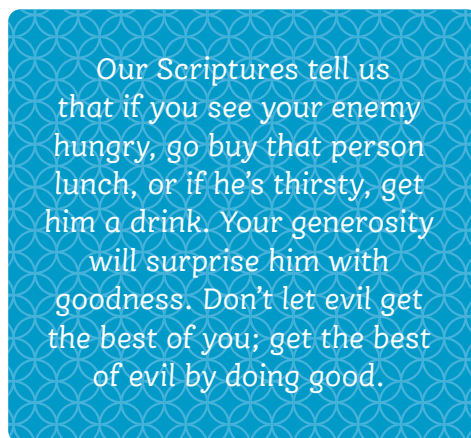 Our Scriptures tell us
that if you see your enemy
hungry, go buy that person
lunch, or if he’s thirsty, get
him a drink. Your generosity
will surprise him with
goodness. Don’t let evil get
the best of you; get the best
of evil by doing good.